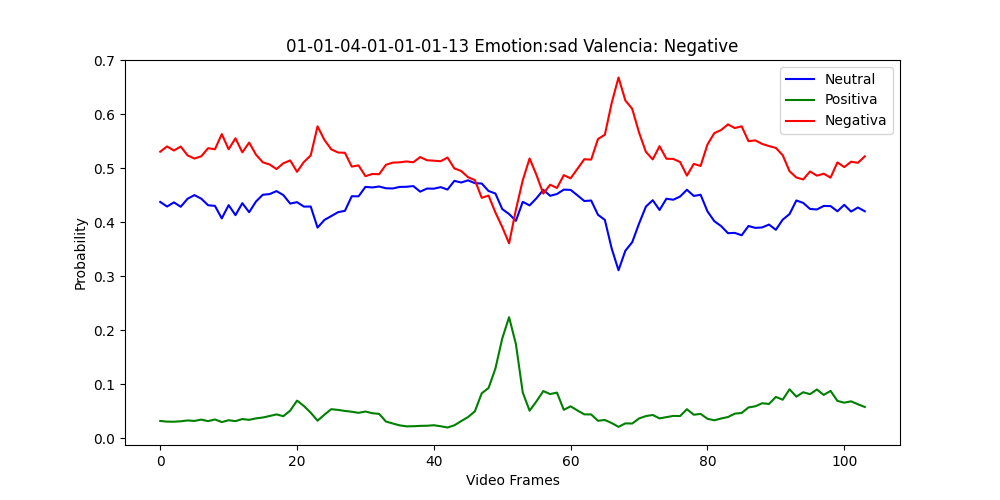 01-01-04-01-01-01-13 Emotion:sad Valencia: Negative
0.7
0.6
0.5
0.4
0.3
0.2
0.1
0.0
Probability
Neutral
Positiva
Negativa
0 20 40 60 80 100
Video Frames